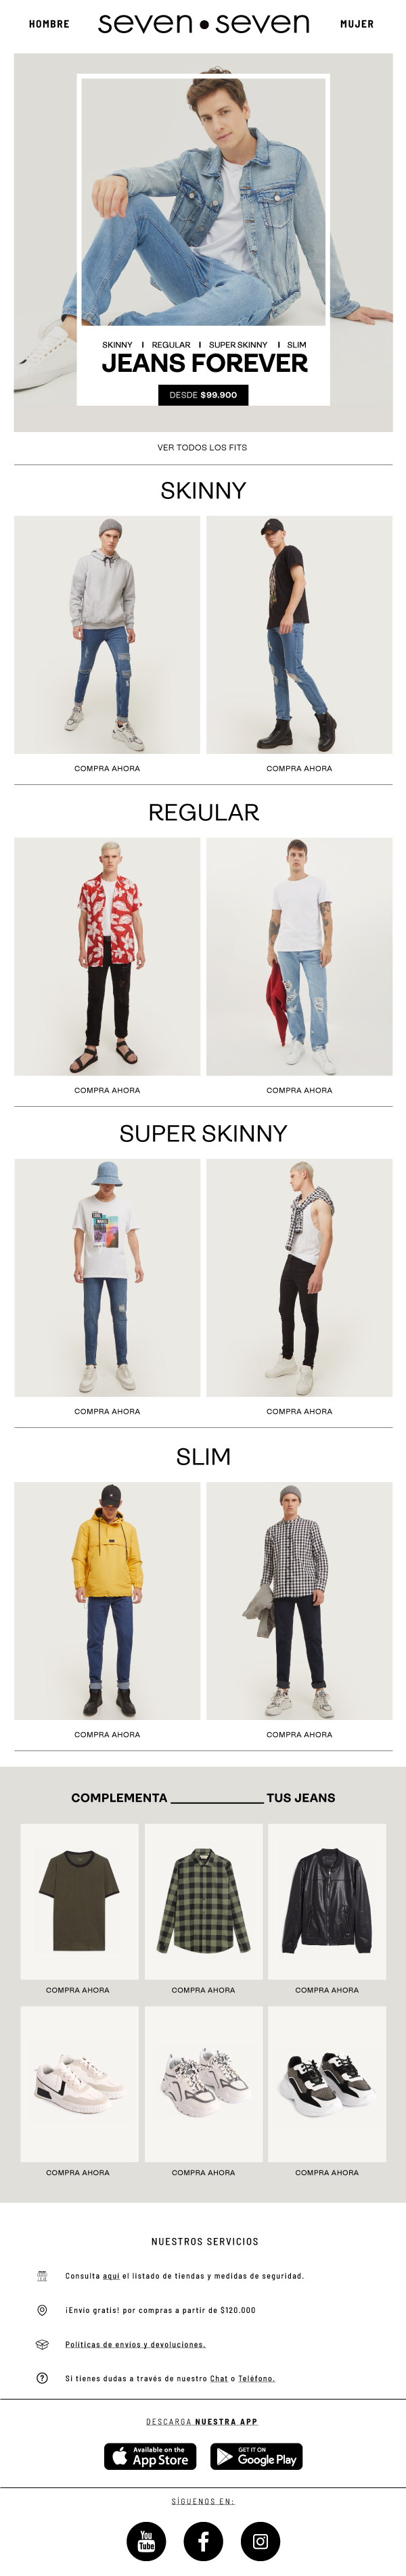 HOMBRE
seven•seven
MUJER
SKINNY | REGULAR | SUPER SKINNY | SLIM
JEANS FOREVER
DESDE $99.900
VER TODOS LOS FITS
SKINNY
COMPRA AHORA
COMPRA AHORA
REGULAR
COMPRA AHORA
COMPRA AHORA
SUPER SKINNY
COMPRA AHORA
COMPRA AHORA
SLIM
COMPRA AHORA
COMPRA AHORA
COMPLEMENTA ______________ TUS JEANS
COMPRA AHORA
COMPRA AHORA
COMPRA AHORA
COMPRA AHORA
COMPRA AHORA
COMPRA AHORA
NUESTROS SERVICIOS
Consulta aquí el listado de tiendas y medidas de seguridad.
¡Envío gratis! por compras a partir de $120.000
Políticas de envíos y devoluciones.
Si tienes dudas a través de nuestro Chat o Teléfono.
DESCARGA NUESTRA APP
Available on the
App Store
GET IT ON
Google Play
SÍGUENOS EN:
You
Tube